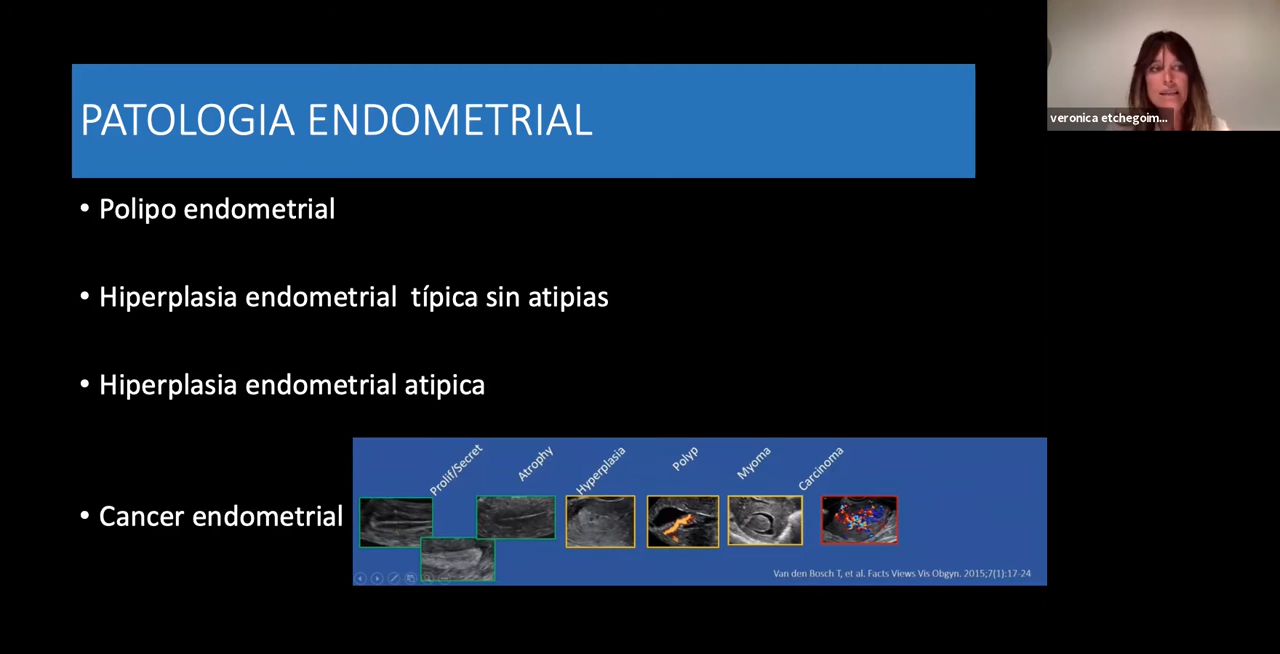 PATOLOGIA ENDOMETRIAL
veronica etchegoim...
• Polipo endometrial
• Hiperplasia endometrial típica sin atipias
• Hiperplasia endometrial atipica
• Cancer endometrial
Prolif/Secret
Atrophy
Hyperplasia
Polyp
Myoma
Carcinoma
Van den Bosch T, et al. Facts Views Vis Obgyn. 2015;7(1):17-24